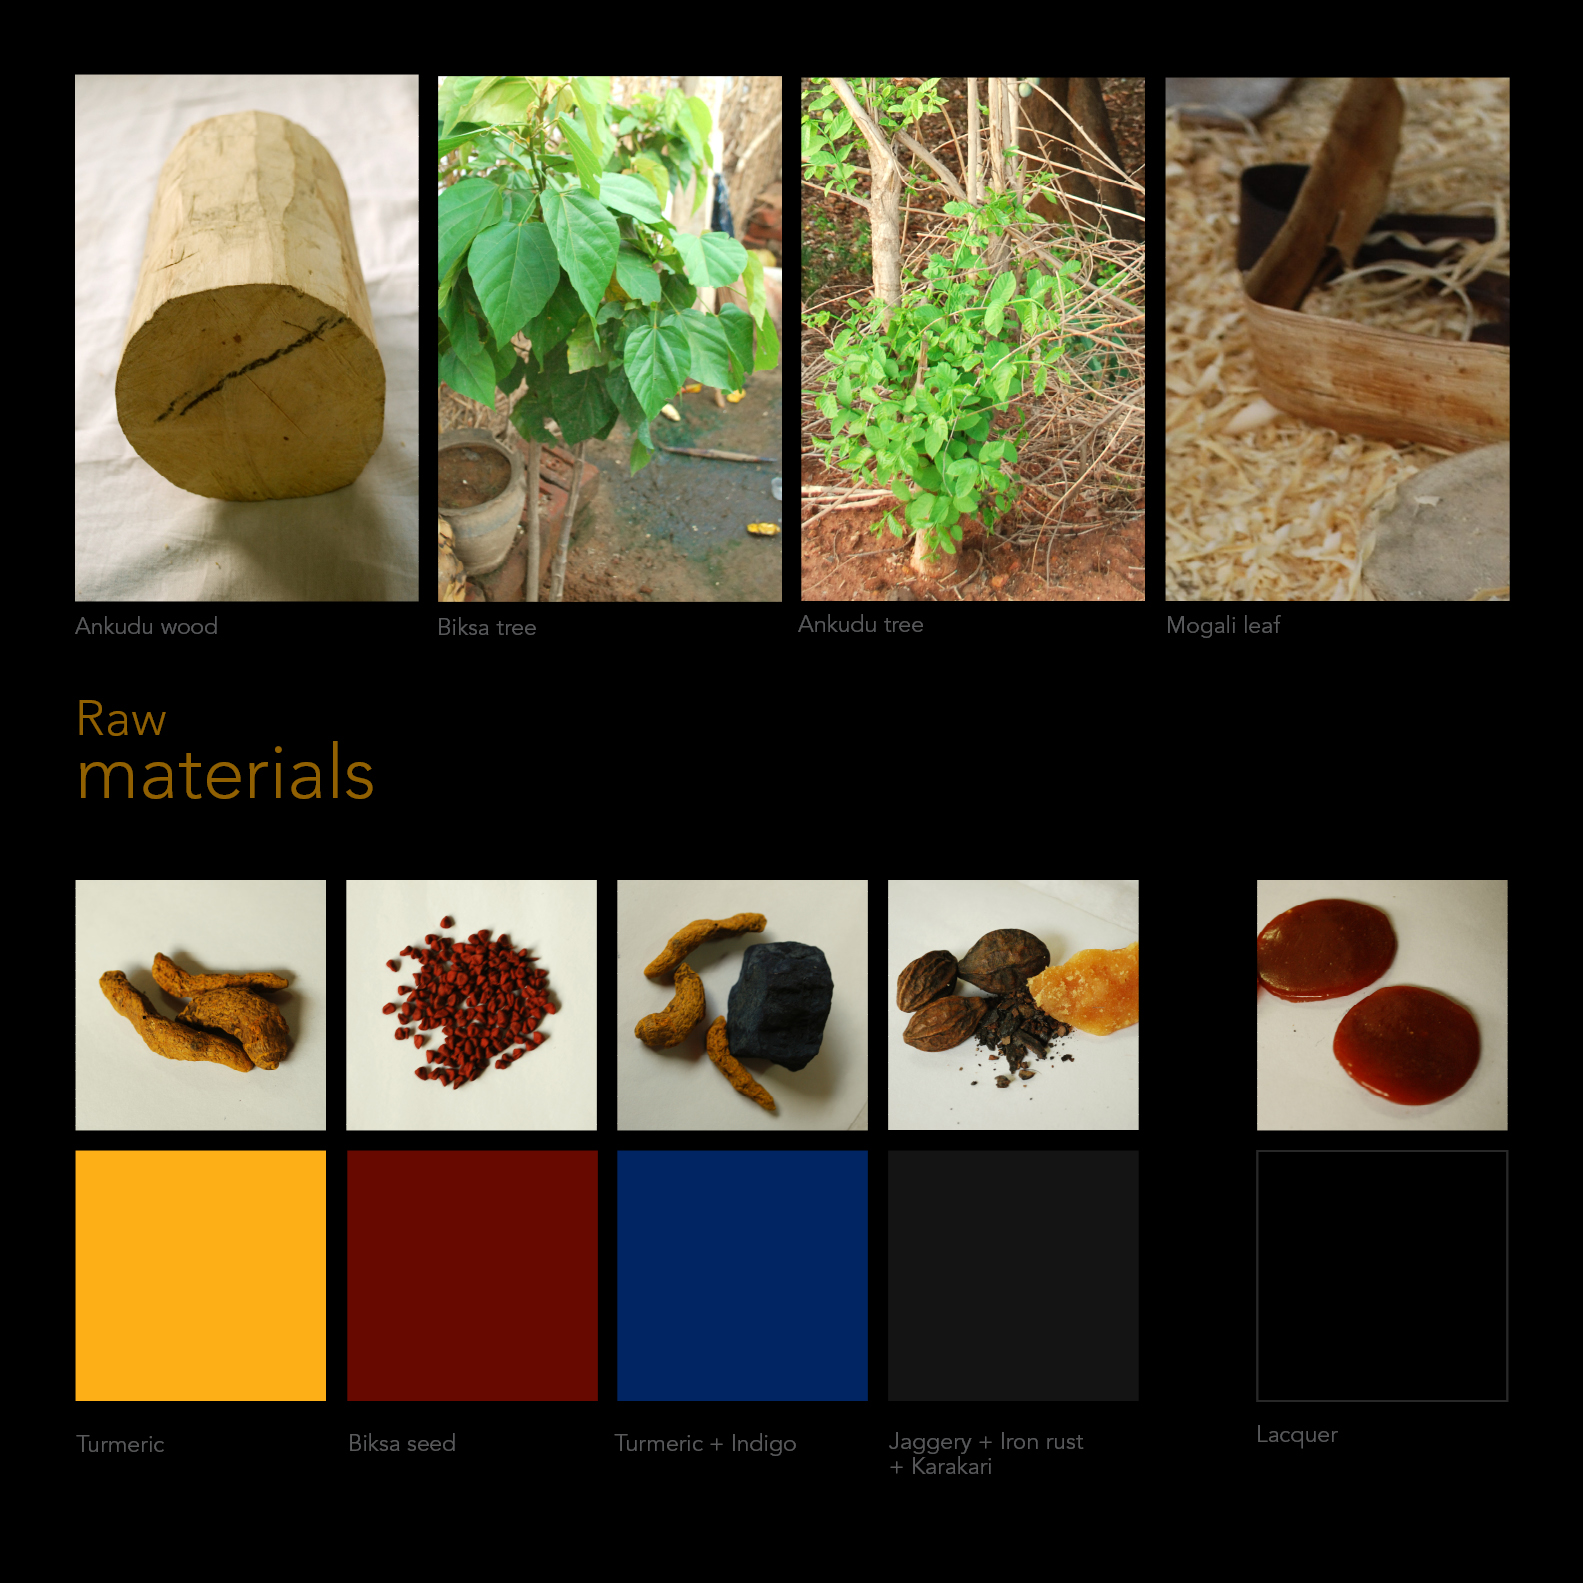 Ankudu wood
Biksa tree
Ankudu tree
Mogali leaf
Raw
materials
Turmeric
Biksa seed
Turmeric + Indigo
Jaggery + Iron rust
+ Karakari
Lacquer